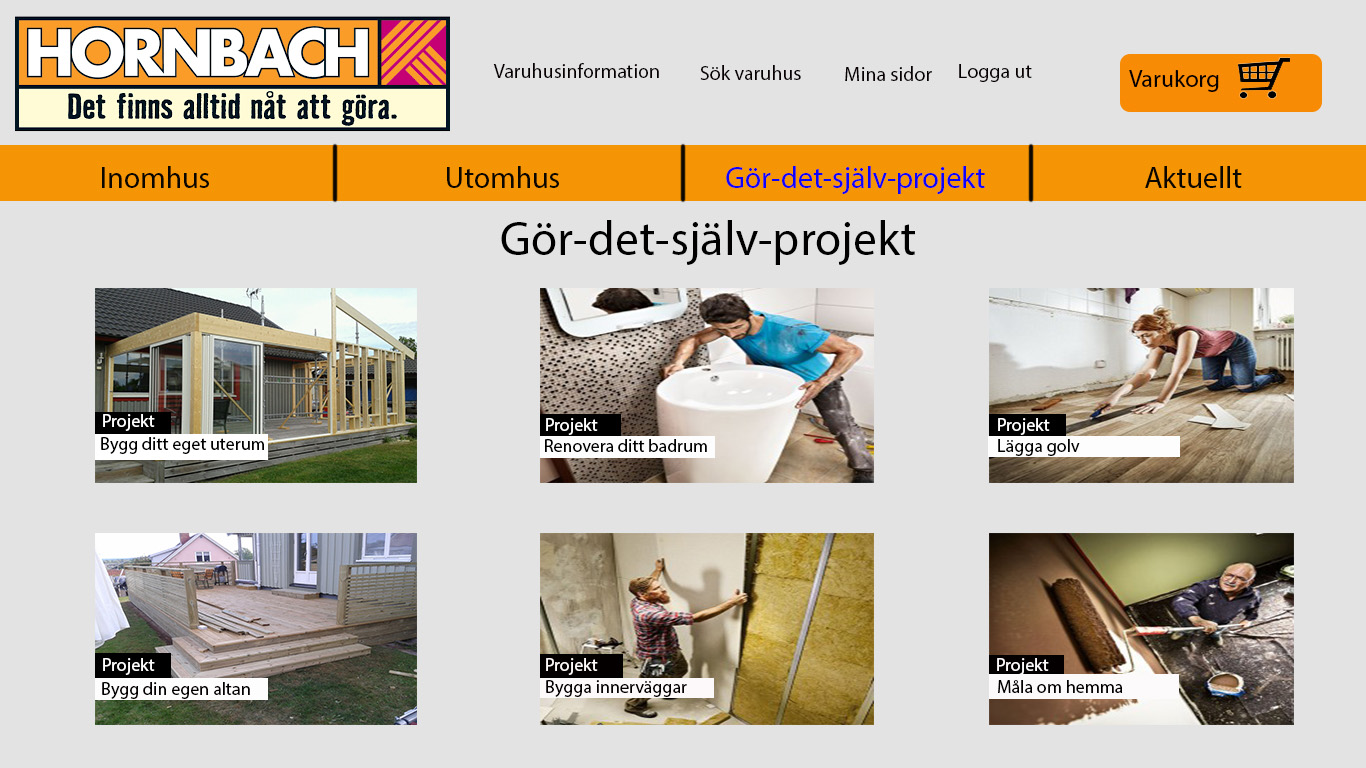 HORNBACH
Det finns alltid nåt att göra.
Varuhusinformation
Sök varuhus
Mina sidor
Logga ut
Varukorg
Inomhus
Utomhus
Gör-det-själv-projekt
Aktuellt
Gör-det-själv-projekt
Projekt
Bygg ditt eget uterum
Projekt
Renovera ditt badrum
Projekt
Lägga golv
Projekt
Bygg din egen altan
Projekt
Bygga innerväggar
Projekt
Måla om hemma